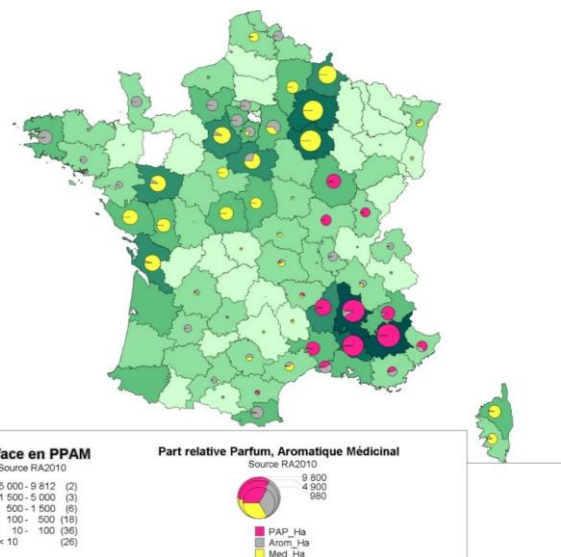 face en PPAM
Source RA2010
5 000 - 9 812 (2)
1 500 - 5 000 (3)
500 - 1 500 (6)
100 - 500 (18)
10 - 100 (36)
< 10 (26)
Part relative Parfum, Aromatique Médicinal
Source RA2010
9 800
4 900
980
PAP_Ha
Arom_Ha
Med_Ha